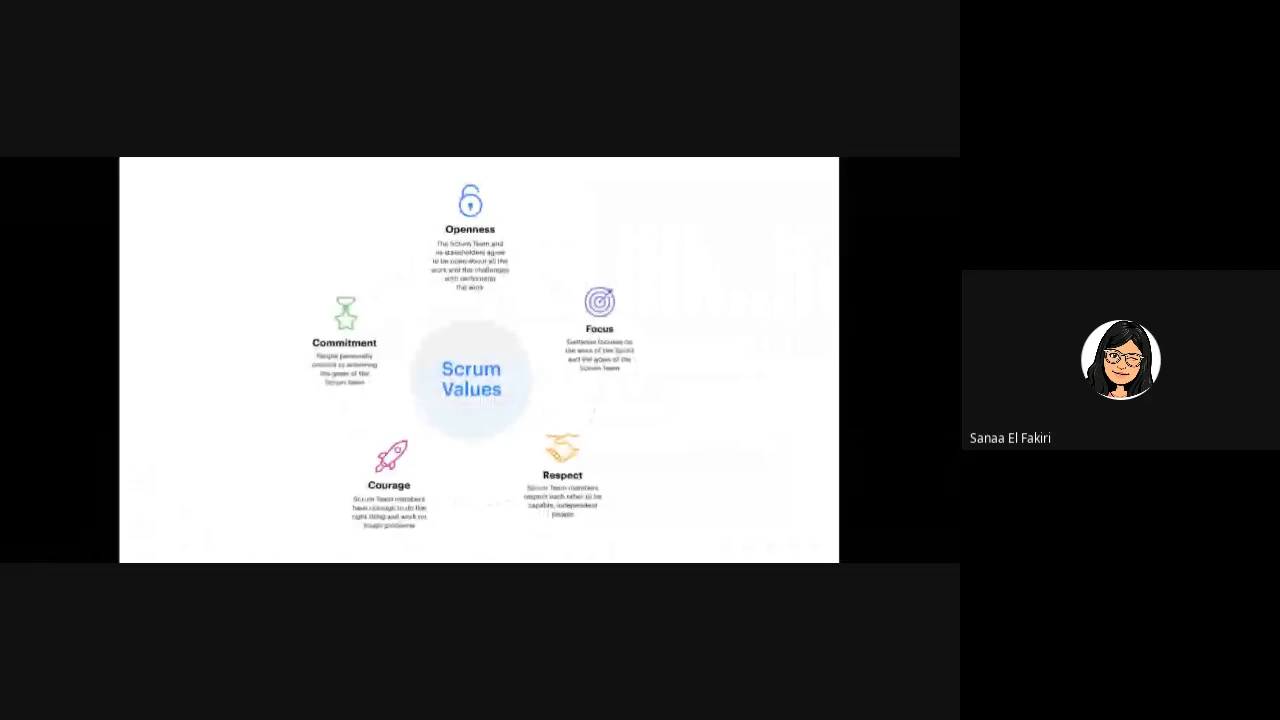 Openness
The Scrum Team and
its stakeholders agree
to be open about all the
work and the challenges
with performing
the work
Focus
Everyone focuses on
the work of the Sprint
and the goals of the
Scrum Team
Commitment
People personally
commit to achieving
the goals of the
Scrum Team
Scrum
Values
Respect
Scrum Team members
respect each other to be
capable, independent
people
Courage
Scrum Team members
have courage to do the
right thing and work on
tough problems
Sanaa El Fakiri